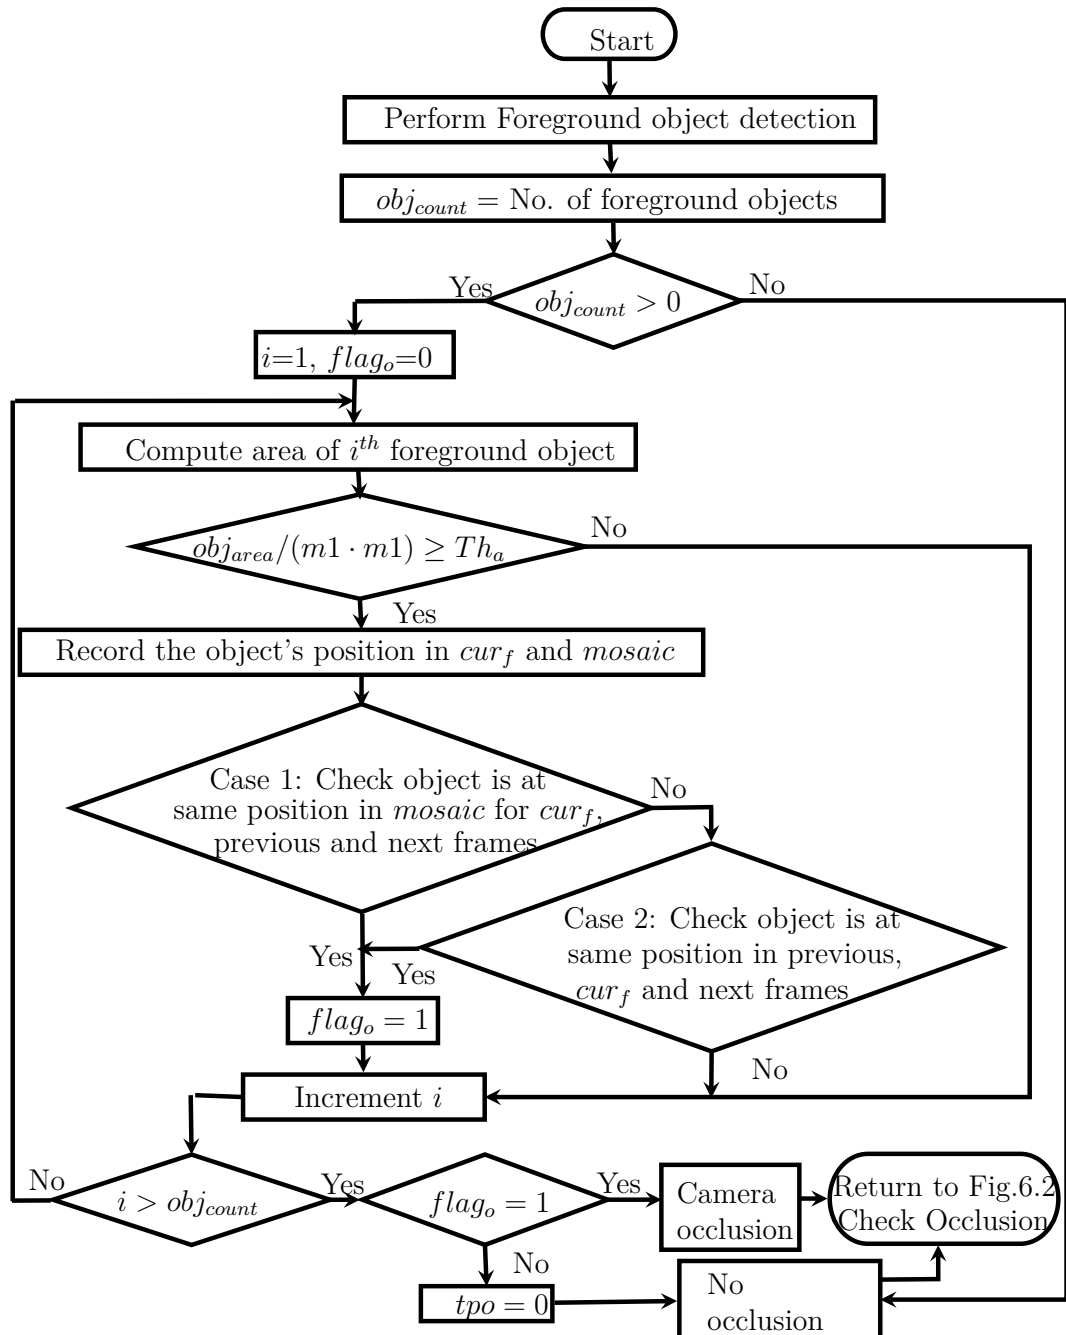 Start
Perform Foreground object detection
obj_count = No. of foreground objects
Yes
obj_count > 0
No
i=1, flag_o=0
Compute area of i^th foreground object
No
obj_area/(m1 · m1) ≥ Th_a
Yes
Record the object's position in cur_f and mosaic
Case 1: Check object is at
same position in mosaic for cur_f,
previous and next frames
No
Case 2: Check object is at
same position in previous,
cur_f and next frames
Yes
Yes
flag_o = 1
No
Increment i
No
i > obj_count
Yes
flag_o = 1
Yes
Camera
occlusion
Return to Fig.6.2
Check Occlusion
No
tpo = 0
No
occlusion